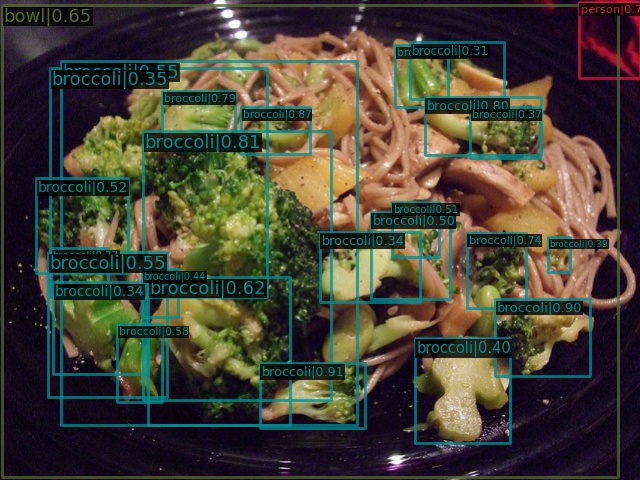 bowl|0.65
person|0.7
broccoli|0.55
broccoli|0.35
broccoli|0.31
broccoli|0.79
broccoli|0.87
broccoli|0.80
broccoli|0.37
broccoli|0.81
broccoli|0.52
broccoli|0.51
broccoli|0.50
broccoli|0.34
broccoli|0.74
broccoli|0.39
broccoli|0.55
broccoli|0.44
broccoli|0.62
broccoli|0.34
broccoli|0.90
broccoli|0.58
broccoli|0.40
broccoli|0.91